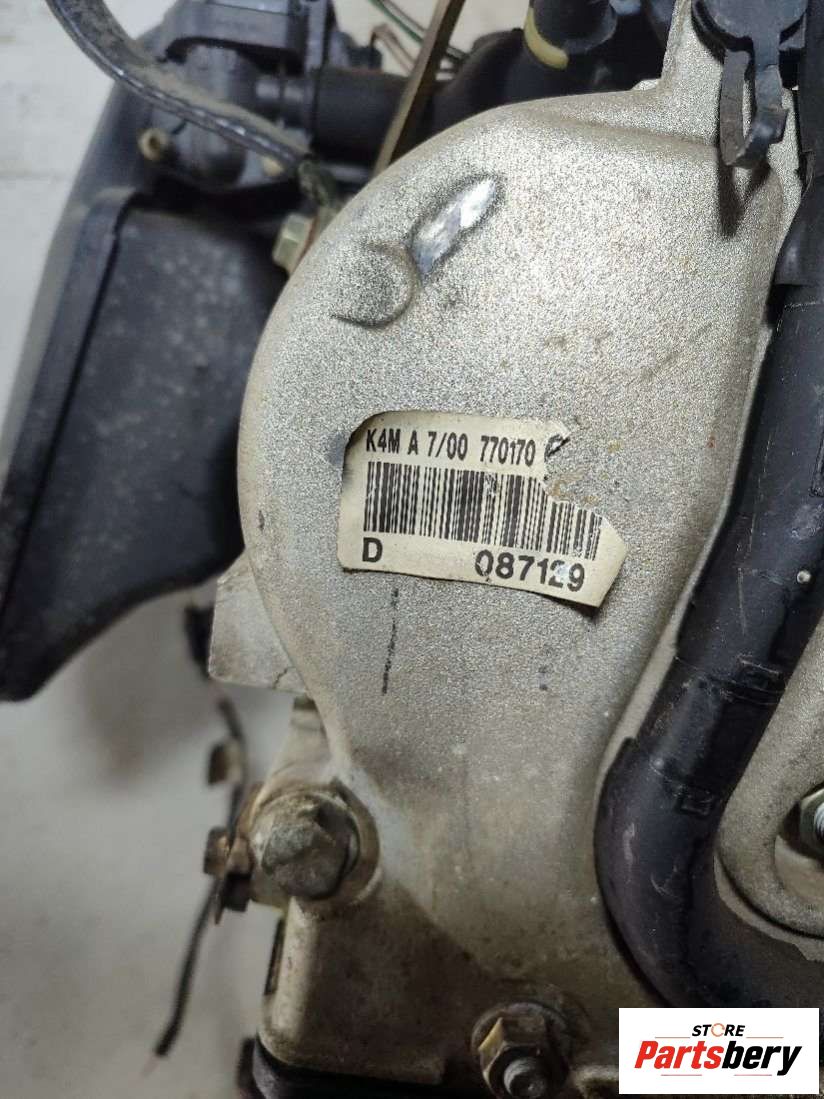 K4M A 7/00 770170
D 087129
STORE
Partsbery